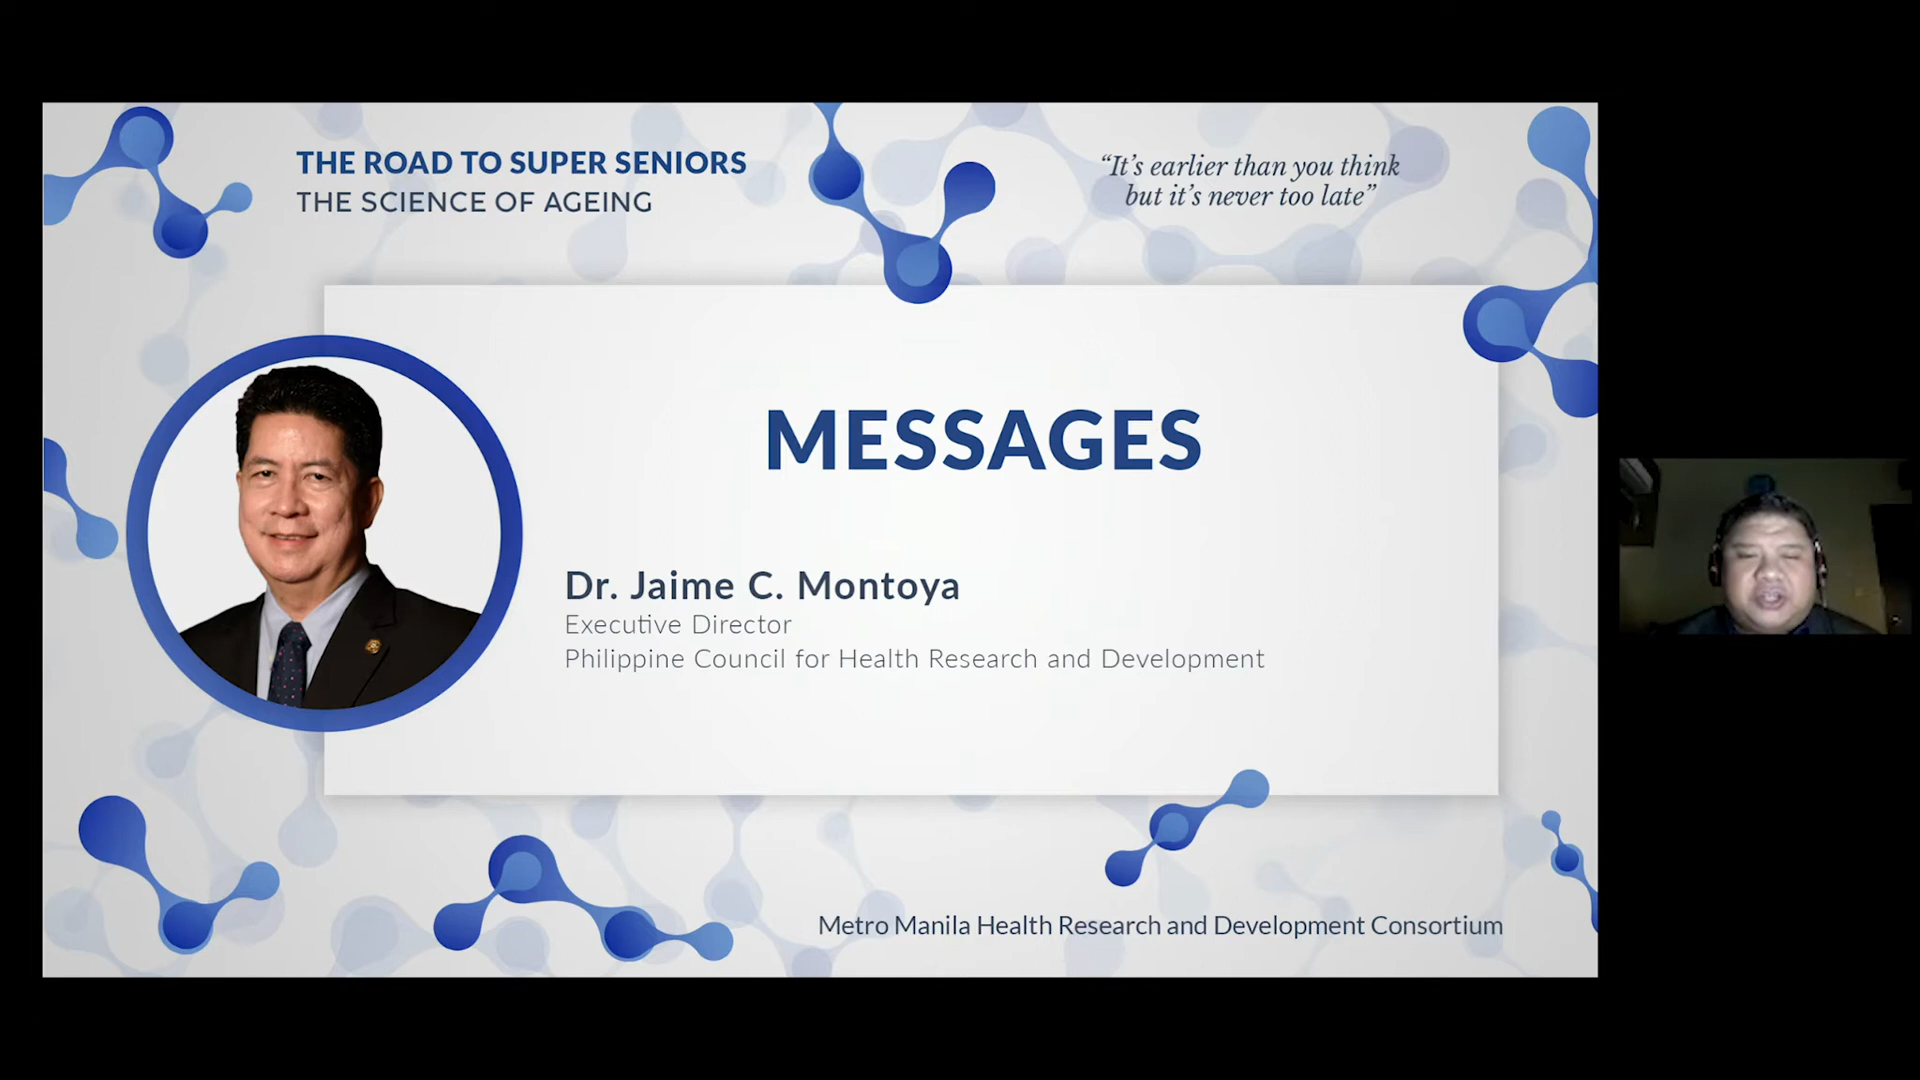 THE ROAD TO SUPER SENIORS
THE SCIENCE OF AGEING
“It’s earlier than you think
but it’s never too late”
MESSAGES
Dr. Jaime C. Montoya
Executive Director
Philippine Council for Health Research and Development
Metro Manila Health Research and Development Consortium